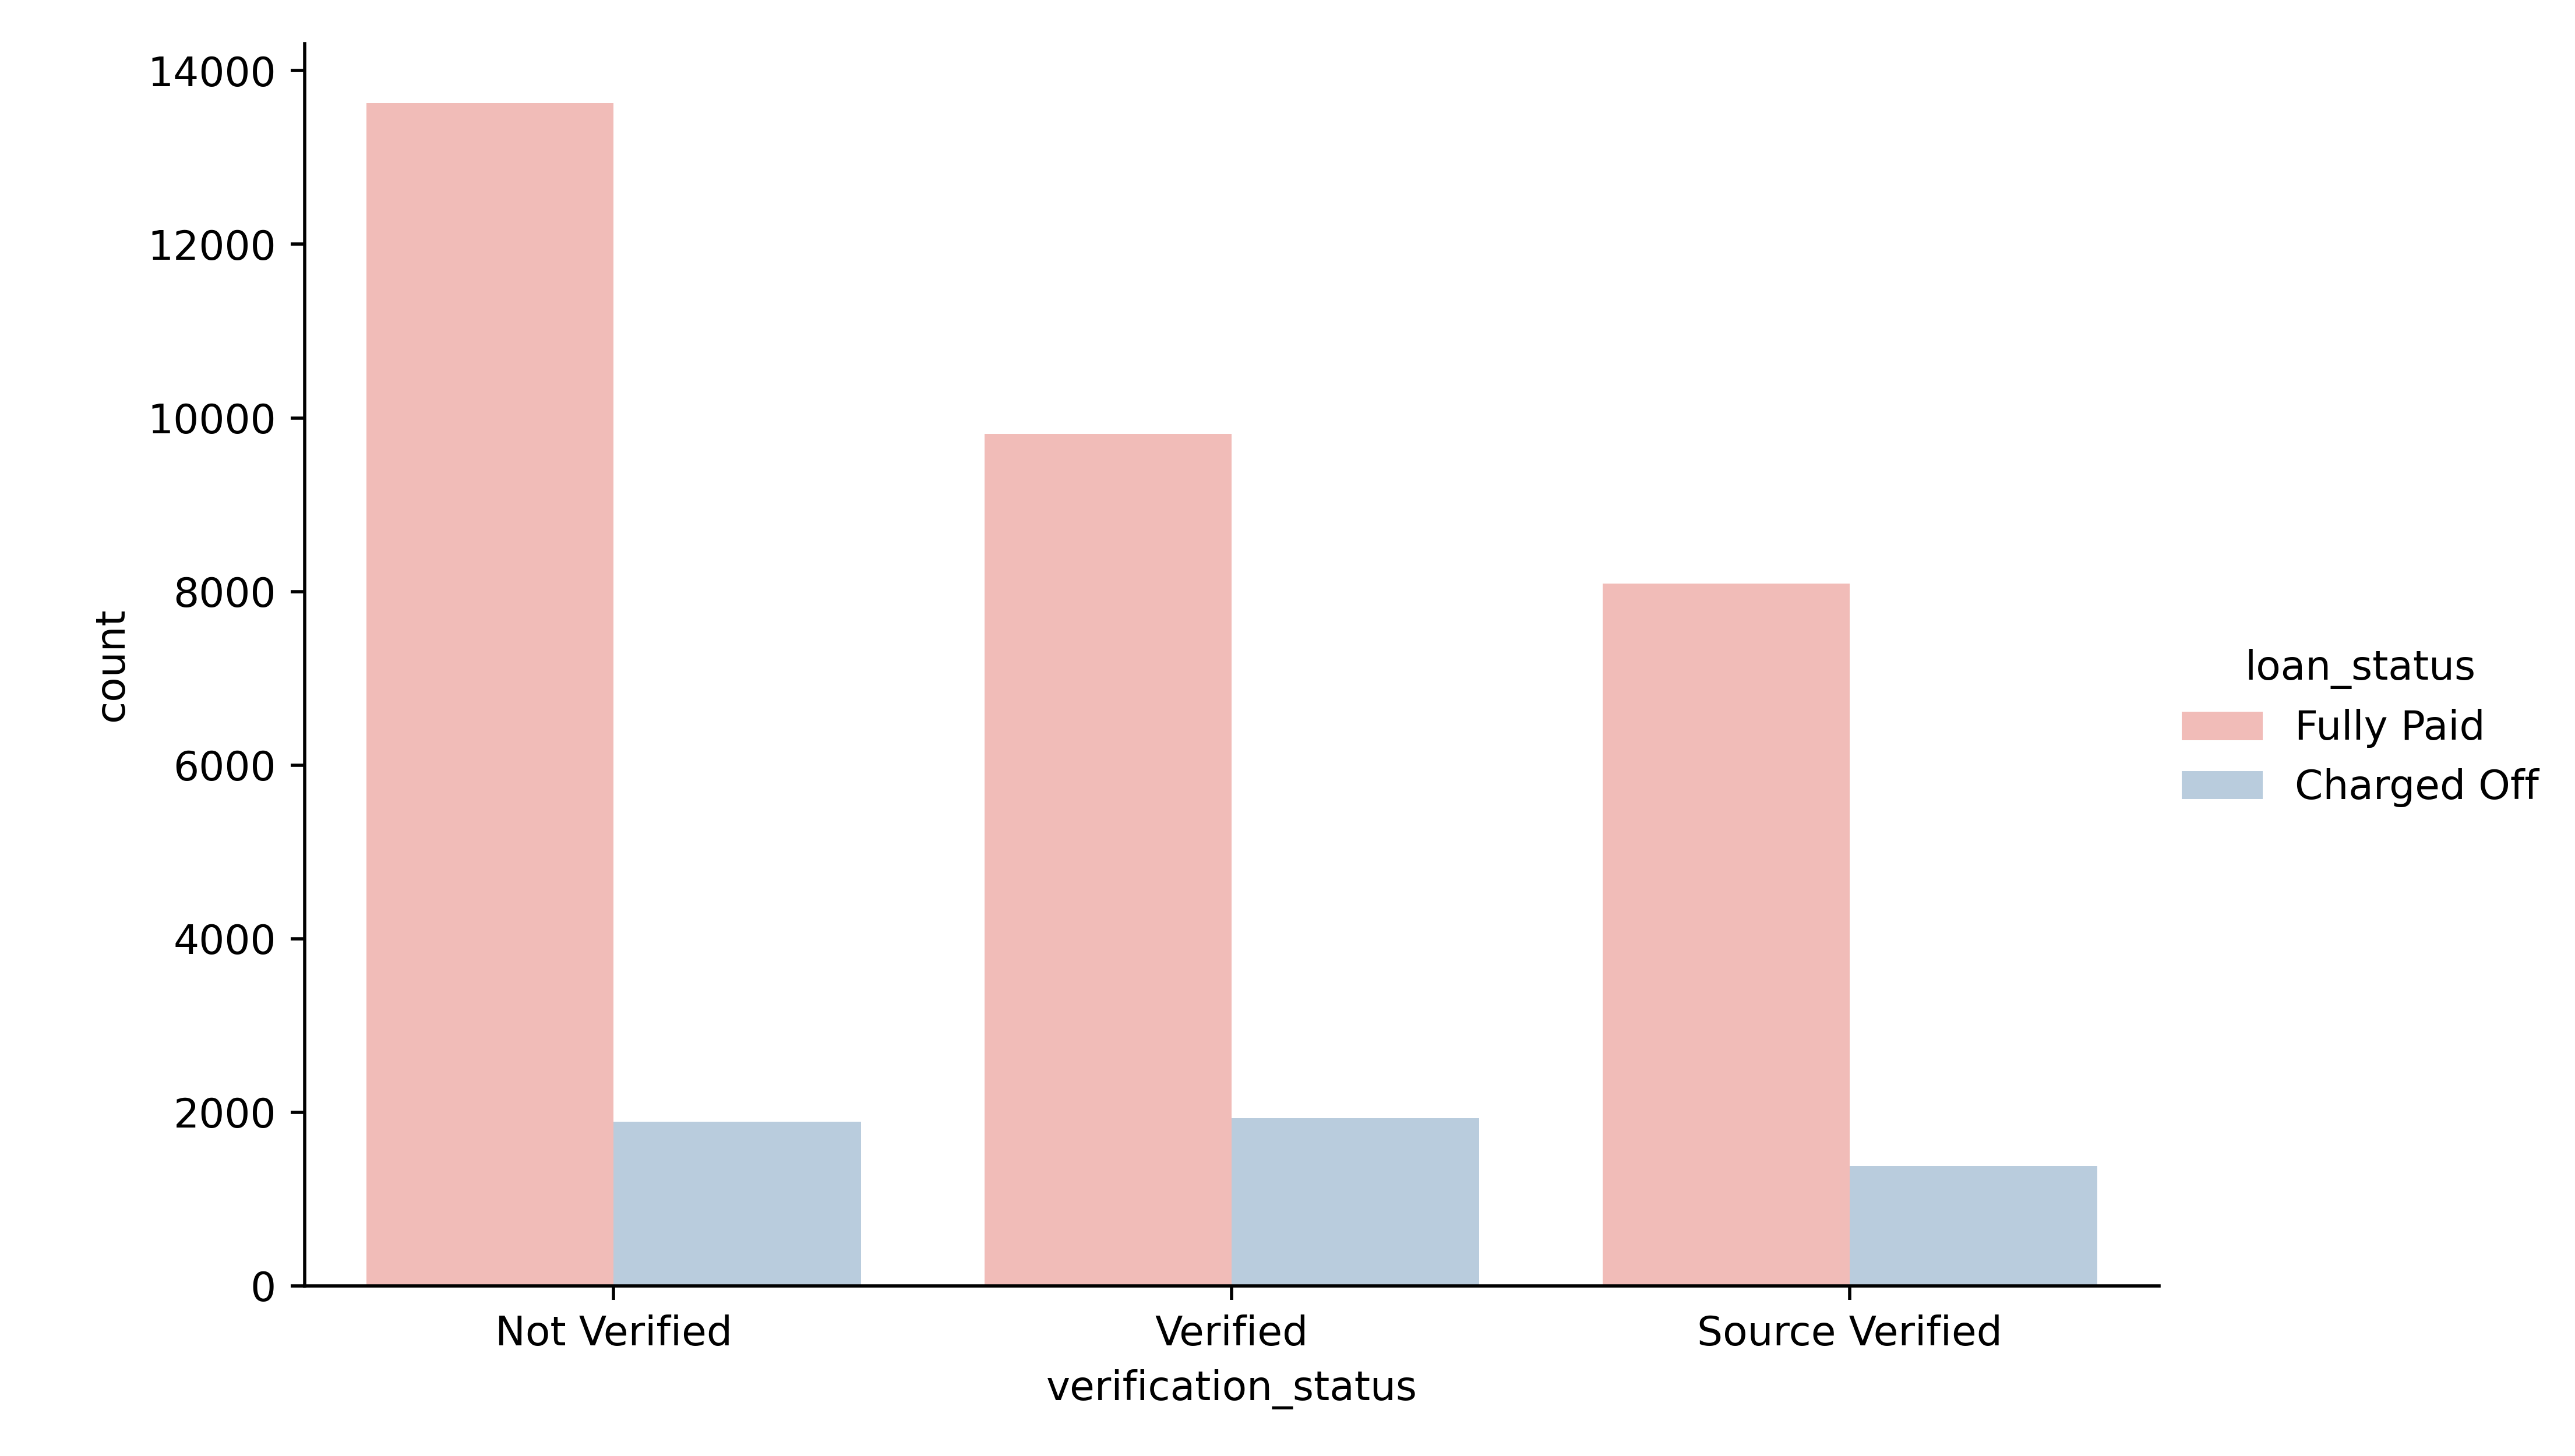 14000
12000
10000
8000
6000
4000
2000
0
count
Not Verified
Verified
Source Verified
verification_status
loan_status
Fully Paid
Charged Off